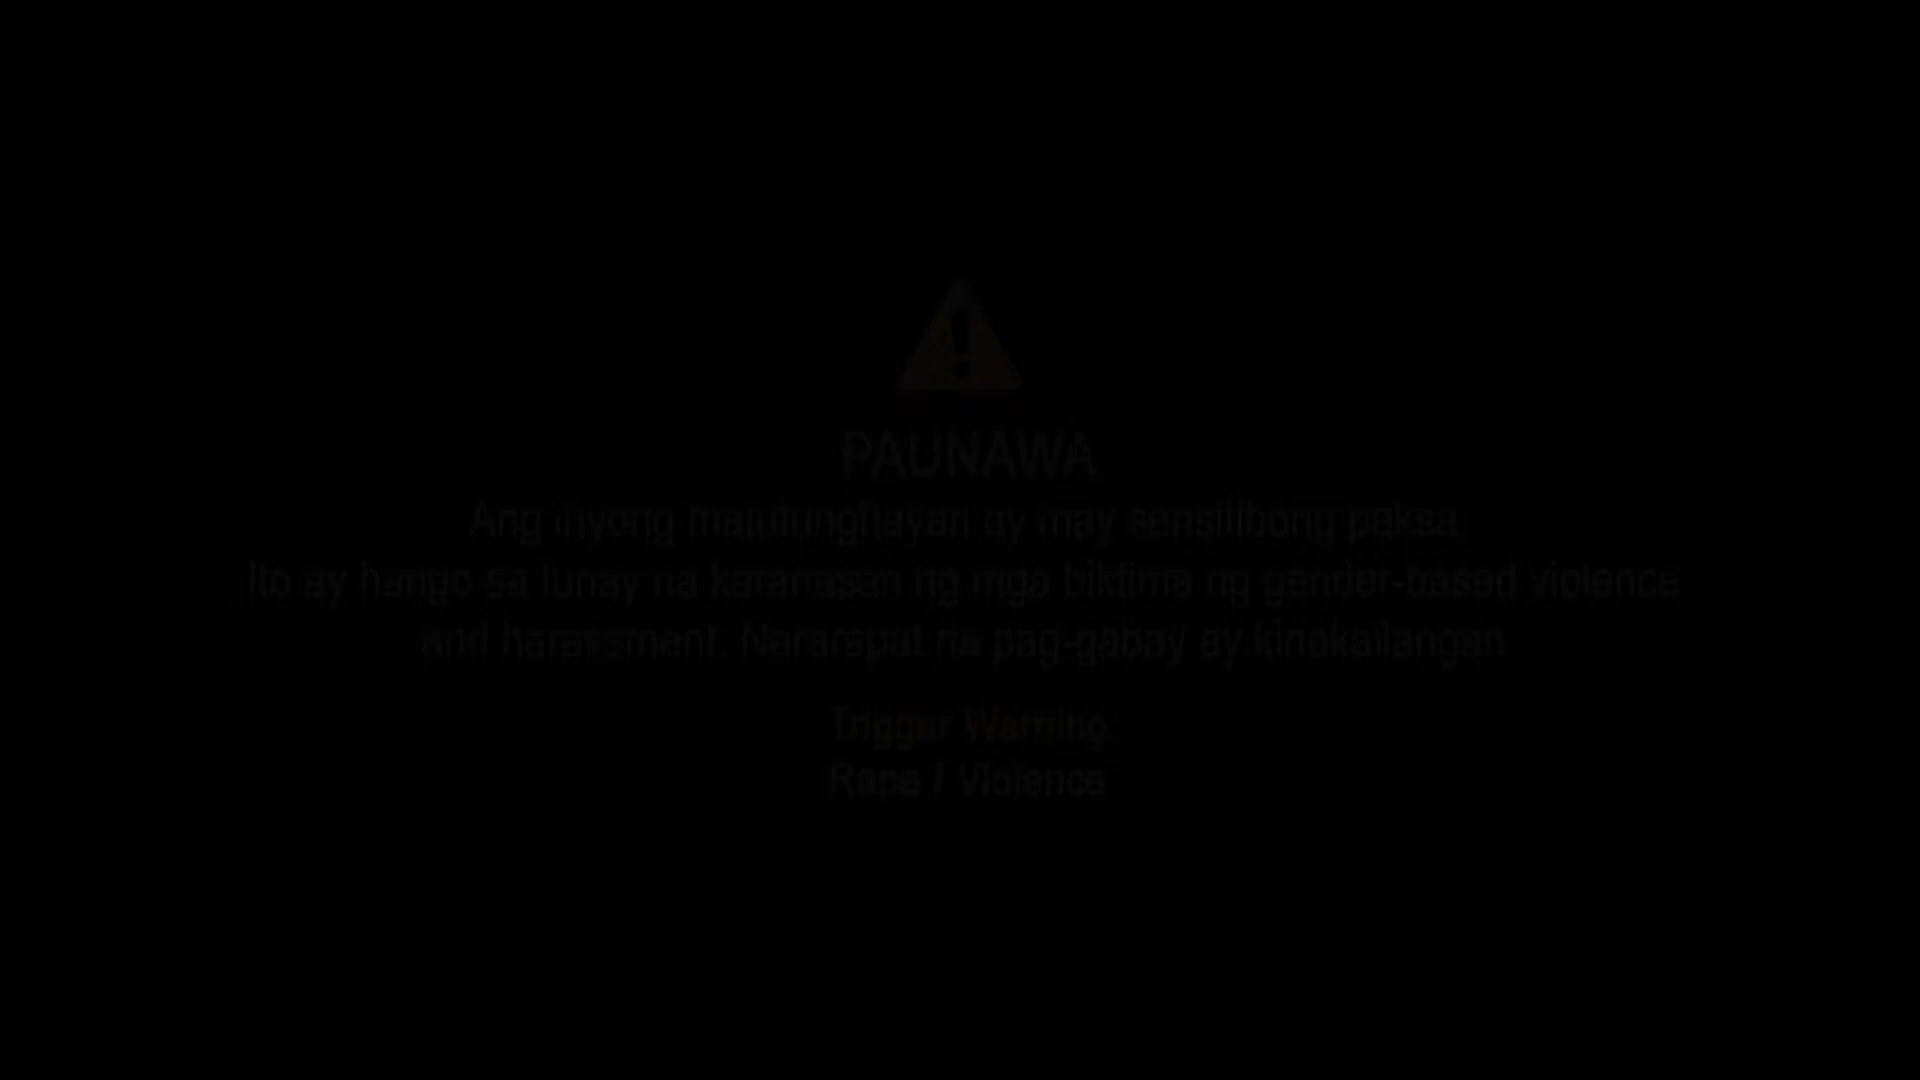 PAUNAWA
Ang inyong matutunghayan ay may sensitibong paksa.
Ito ay hango sa tunay na karanasan ng mga biktima ng gender-based violence
and harassment. Nararapat na pag-gabay ay kinakailangan
Trigger Warning:
Rape / Violence